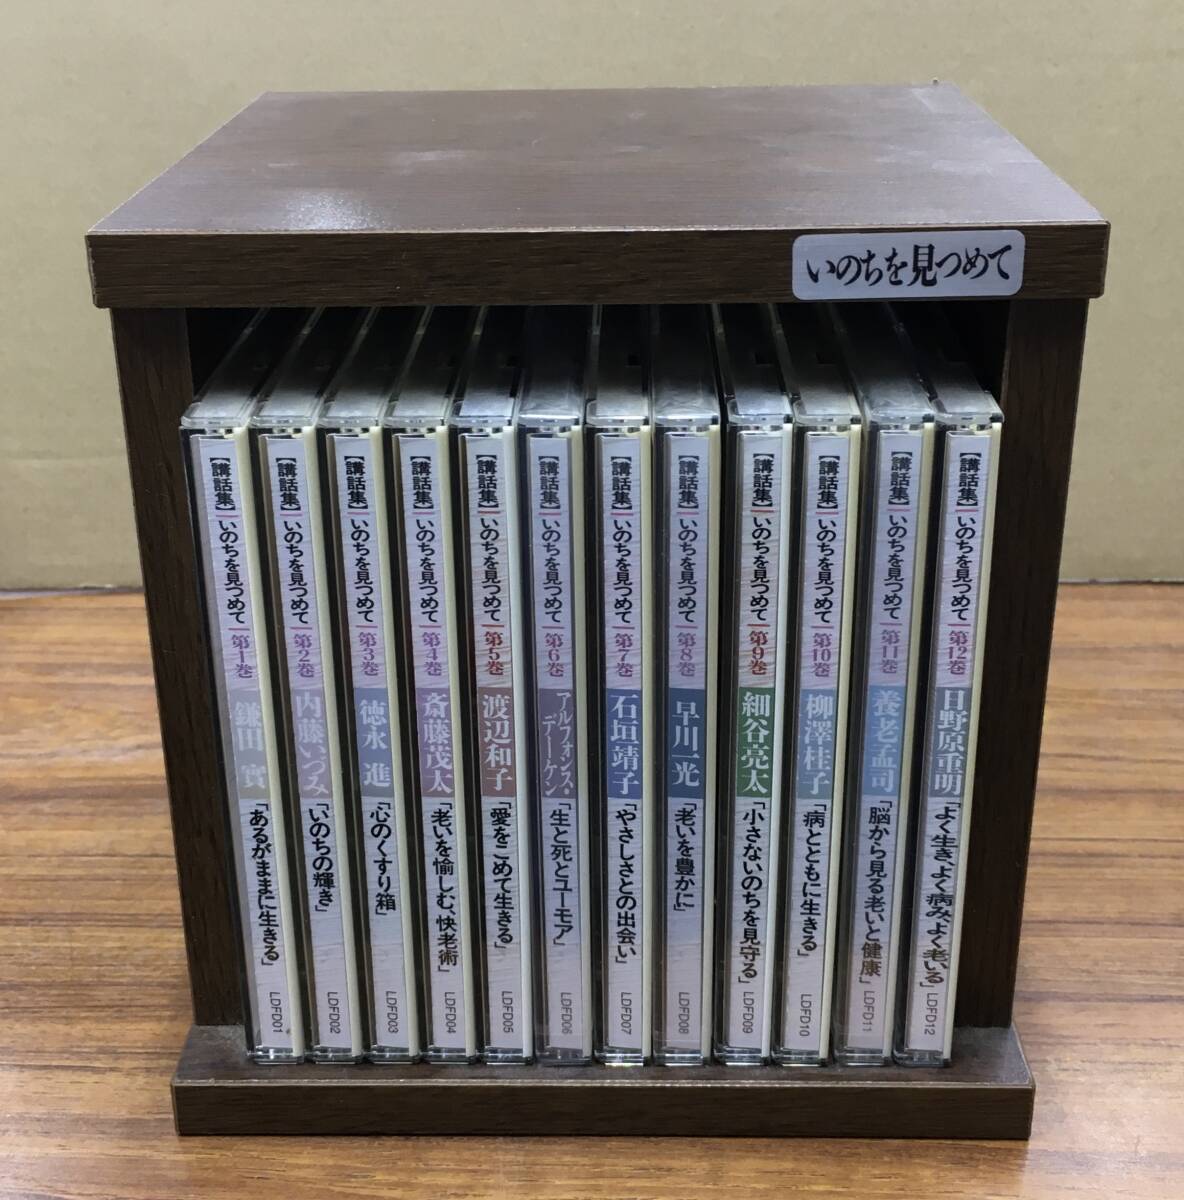 いのちを見つめて
【講話集】いのちを見つめて 第1巻 鎌田 實 「あるがままに生きる」 LDFD01
【講話集】いのちを見つめて 第2巻 内藤いづみ 「いのちの輝き」 LDFD02
【講話集】いのちを見つめて 第3巻 徳永 進 「心のくすり箱」 LDFD03
【講話集】いのちを見つめて 第4巻 斎藤茂太 「老いを愉しむ、快老術」 LDFD04
【講話集】いのちを見つめて 第5巻 渡辺和子 「愛をこめて生きる」 LDFD05
【講話集】いのちを見つめて 第6巻 アルフォンス・デーケン 「生と死とユーモア」 LDFD06
【講話集】いのちを見つめて 第7巻 石垣靖子 「やさしさとの出会い」 LDFD07
【講話集】いのちを見つめて 第8巻 早川一光 「老いを豊かに」 LDFD08
【講話集】いのちを見つめて 第9巻 細谷亮太 「小さないのちを見守る」 LDFD09
【講話集】いのちを見つめて 第10巻 柳澤桂子 「病とともに生きる」 LDFD10
【講話集】いのちを見つめて 第11巻 養老孟司 「脳から見る老いと健康」 LDFD11
【講話集】いのちを見つめて 第12巻 日野原重明 「よく生き、よく病み、よく老いる」 LDFD12